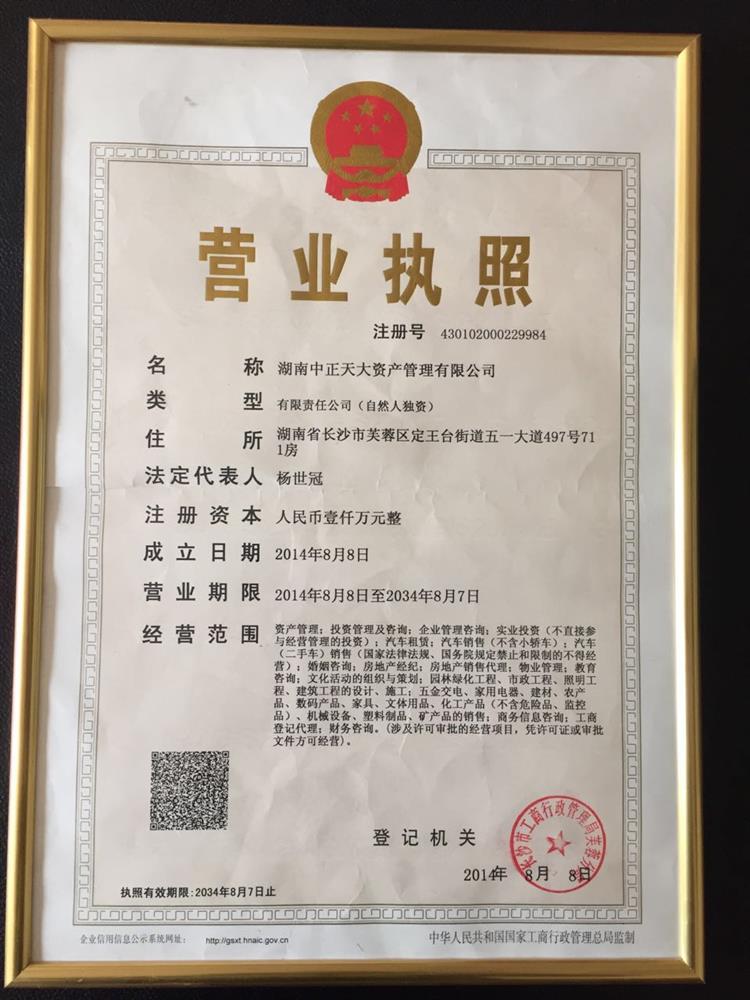 营业执照
注册号 430102000229984
名称 湖南中正天大资产管理有限公司
类型 有限责任公司（自然人独资）
住所 湖南省长沙市芙蓉区定王台街道五一大道497号71
1房
法定代表人 杨世冠
注册资本 人民币壹仟万元整
成立日期 2014年8月8日
营业期限 2014年8月8日至2034年8月7日
经营范围 资产管理；投资管理及咨询；企业管理咨询；实业投资（不直接参
与经营管理的投资）；汽车租赁；汽车销售（不含小轿车）；汽车
（二手车）销售（国家法律法规、国务院规定禁止和限制的不得经
营）；婚姻咨询；房地产经纪；房地产销售代理；物业管理；教育
咨询；文化活动的组织与策划；园林绿化工程、市政工程、照明工
程、建筑工程的设计、施工；五金交电、家用电器、建材、农产
品、数码产品、家具、文体用品、化工产品（不含危险品、监控
品）、机械设备、塑料制品、矿产品的销售；商务信息咨询；工商
登记代理；财务咨询。(涉及许可审批的经营项目，凭许可证或审批
文件方可经营)。
长沙市工商行政管理局芙蓉分局
登记机关
2014年 8月 8日
执照有效期限:2034年8月7日止
企业信用信息公示系统网址： http://gsxt.hnaic.gov.cn
中华人民共和国国家工商行政管理总局监制